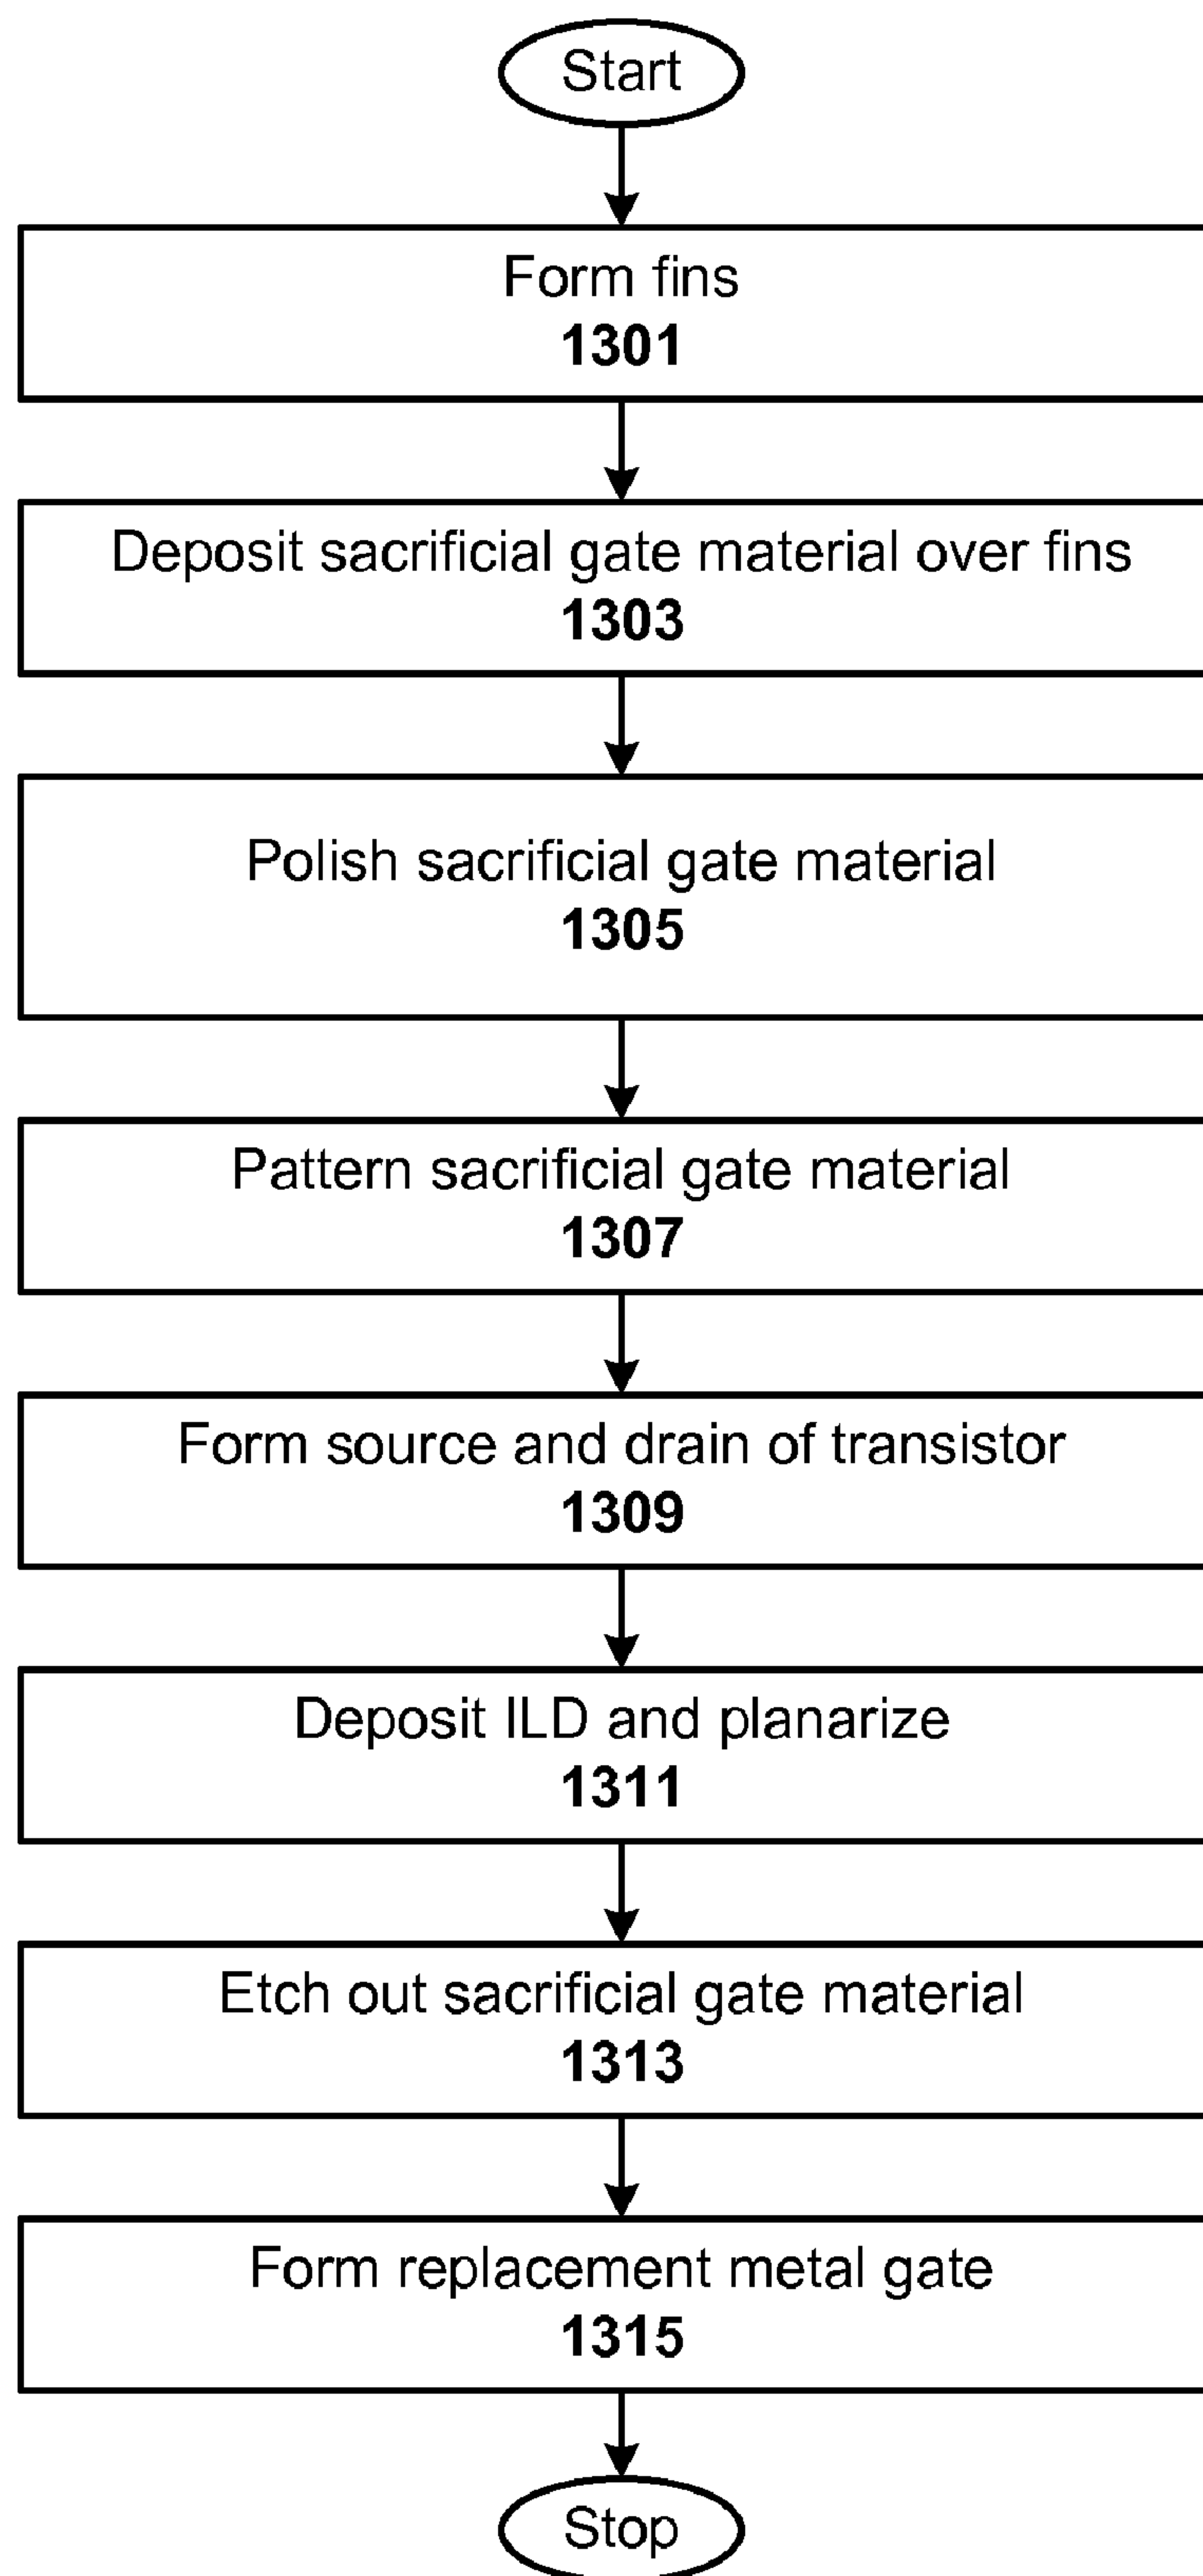 Start
Form fins
1301
Deposit sacrificial gate material over fins
1303
Polish sacrificial gate material
1305
Pattern sacrificial gate material
1307
Form source and drain of transistor
1309
Deposit ILD and planarize
1311
Etch out sacrificial gate material
1313
Form replacement metal gate
1315
Stop